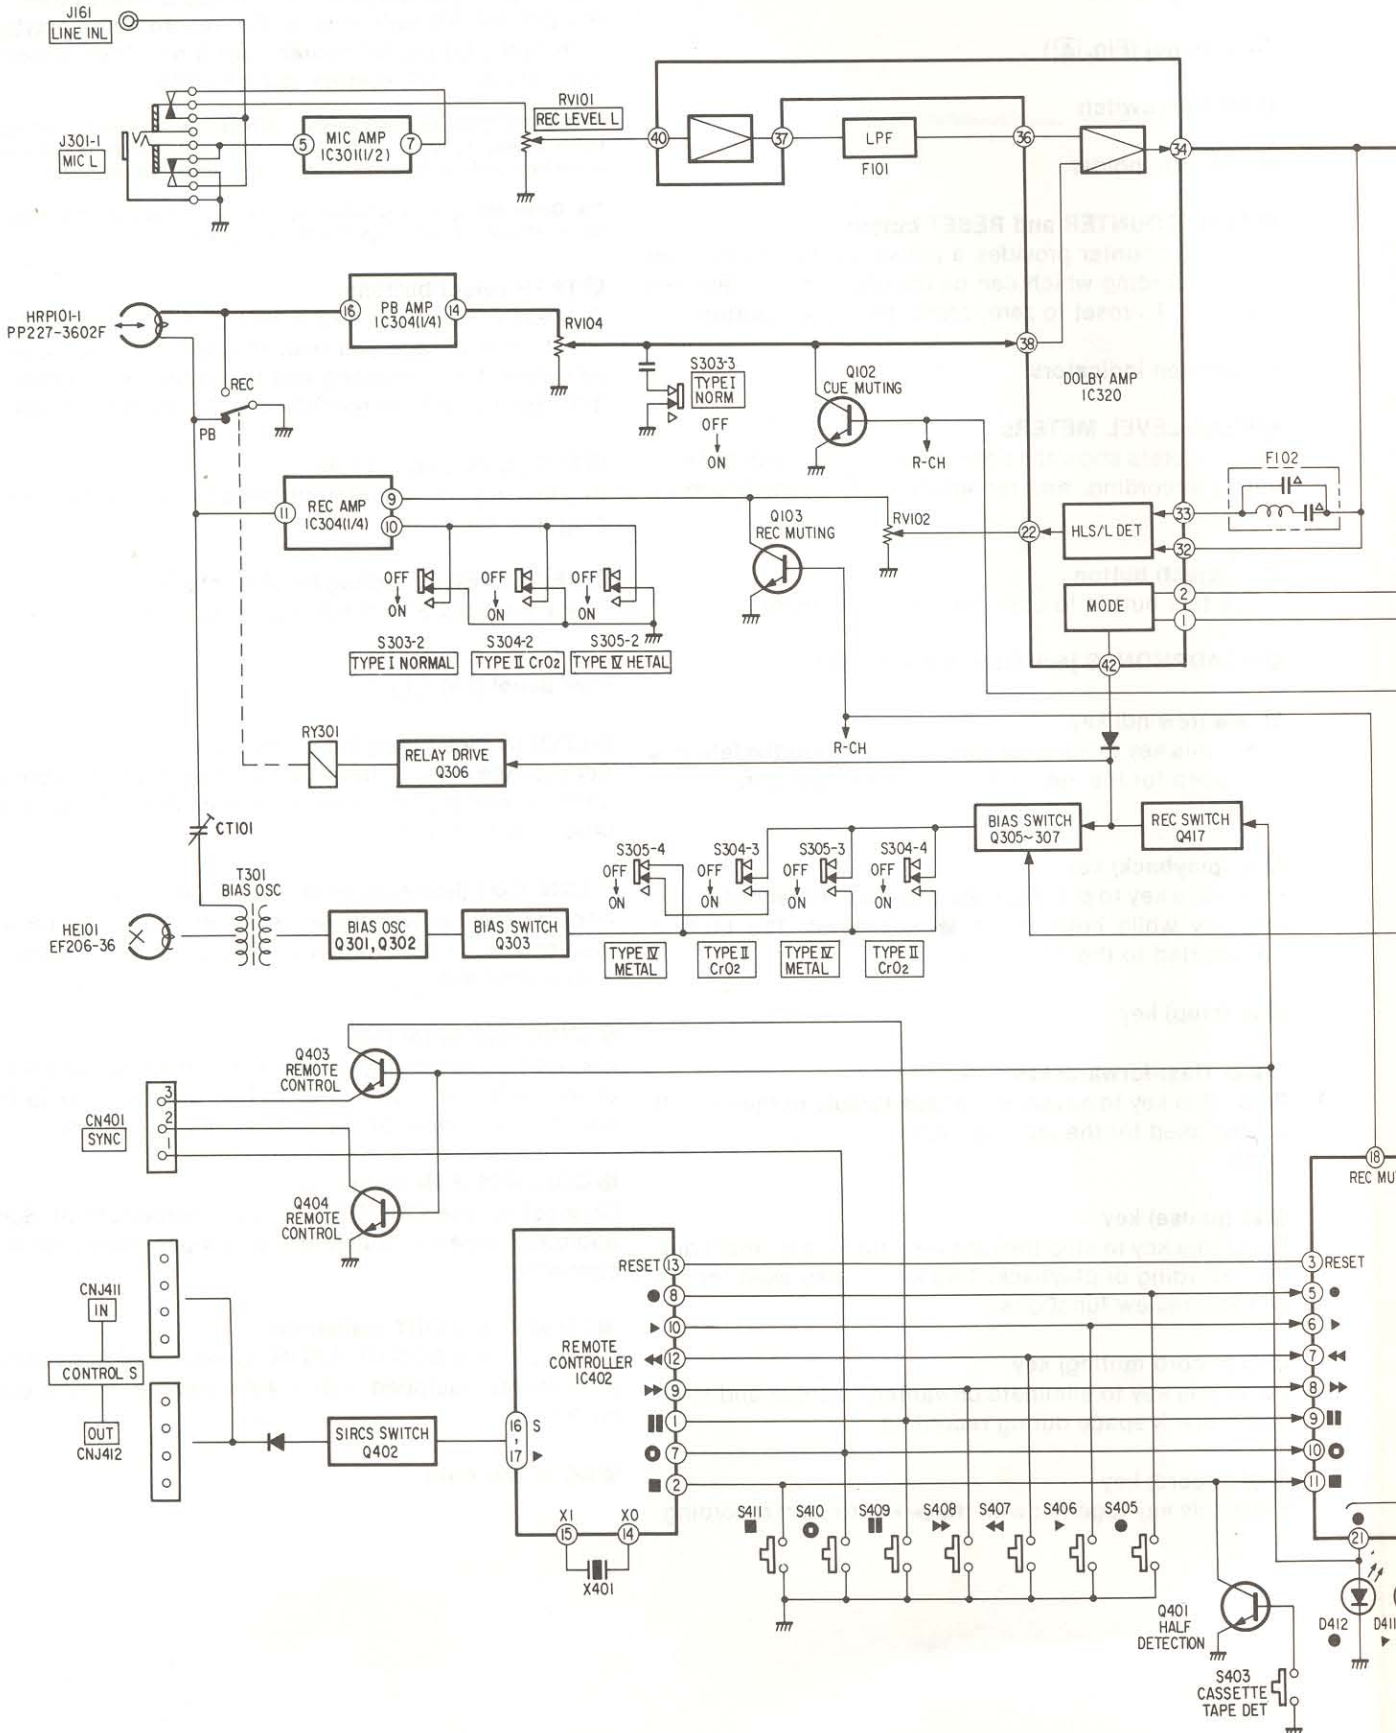 J161
LINE INL
J301-1
MIC L
MIC AMP
IC301(1/2)
5
7
RV101
REC LEVEL L
40
37
LPF
F101
36
34
HRP101-1
PP227-3602F
16
PB AMP
IC304(1/4)
14
RV104
38
S303-3
TYPE I
NORM
OFF
ON
Q102
CUE MUTING
R-CH
DOLBY AMP
IC320
F102
REC
PB
11
REC AMP
IC304(1/4)
9
10
Q103
REC MUTING
RV102
22
HLS/L DET
33
32
MODE
2
1
42
OFF
ON
OFF
ON
OFF
ON
S303-2
TYPE I NORMAL
S304-2
TYPE II CrO2
S305-2
TYPE IV HETAL
R-CH
RY301
RELAY DRIVE
Q306
CT101
T301
BIAS OSC
BIAS SWITCH
Q305~307
REC SWITCH
Q417
S305-4
OFF
ON
S304-3
OFF
ON
S305-3
OFF
ON
S304-4
OFF
ON
HE101
EF206-36
BIAS OSC
Q301, Q302
BIAS SWITCH
Q303
TYPE IV
METAL
TYPE II
CrO2
TYPE IV
METAL
TYPE II
CrO2
Q403
REMOTE
CONTROL
CN401
SYNC
3
2
1
Q404
REMOTE
CONTROL
18
REC MU
CNJ411
IN
CONTROL S
OUT
CNJ412
SIRCS SWITCH
Q402
REMOTE
CONTROLLER
IC402
16 S
,
17 ▶
RESET 13
● 8
▶ 10
◀◀ 12
▶▶ 9
▮▮ 1
7
■ 2
X1
15
X0
14
X401
3 RESET
5 ●
6 ▶
7 ◀◀
8 ▶▶
9 ▮▮
10
11 ■
21
S411
S410
S409
S408
S407
S406
S405
Q401
HALF
DETECTION
S403
CASSETTE
TAPE DET
D412
D411